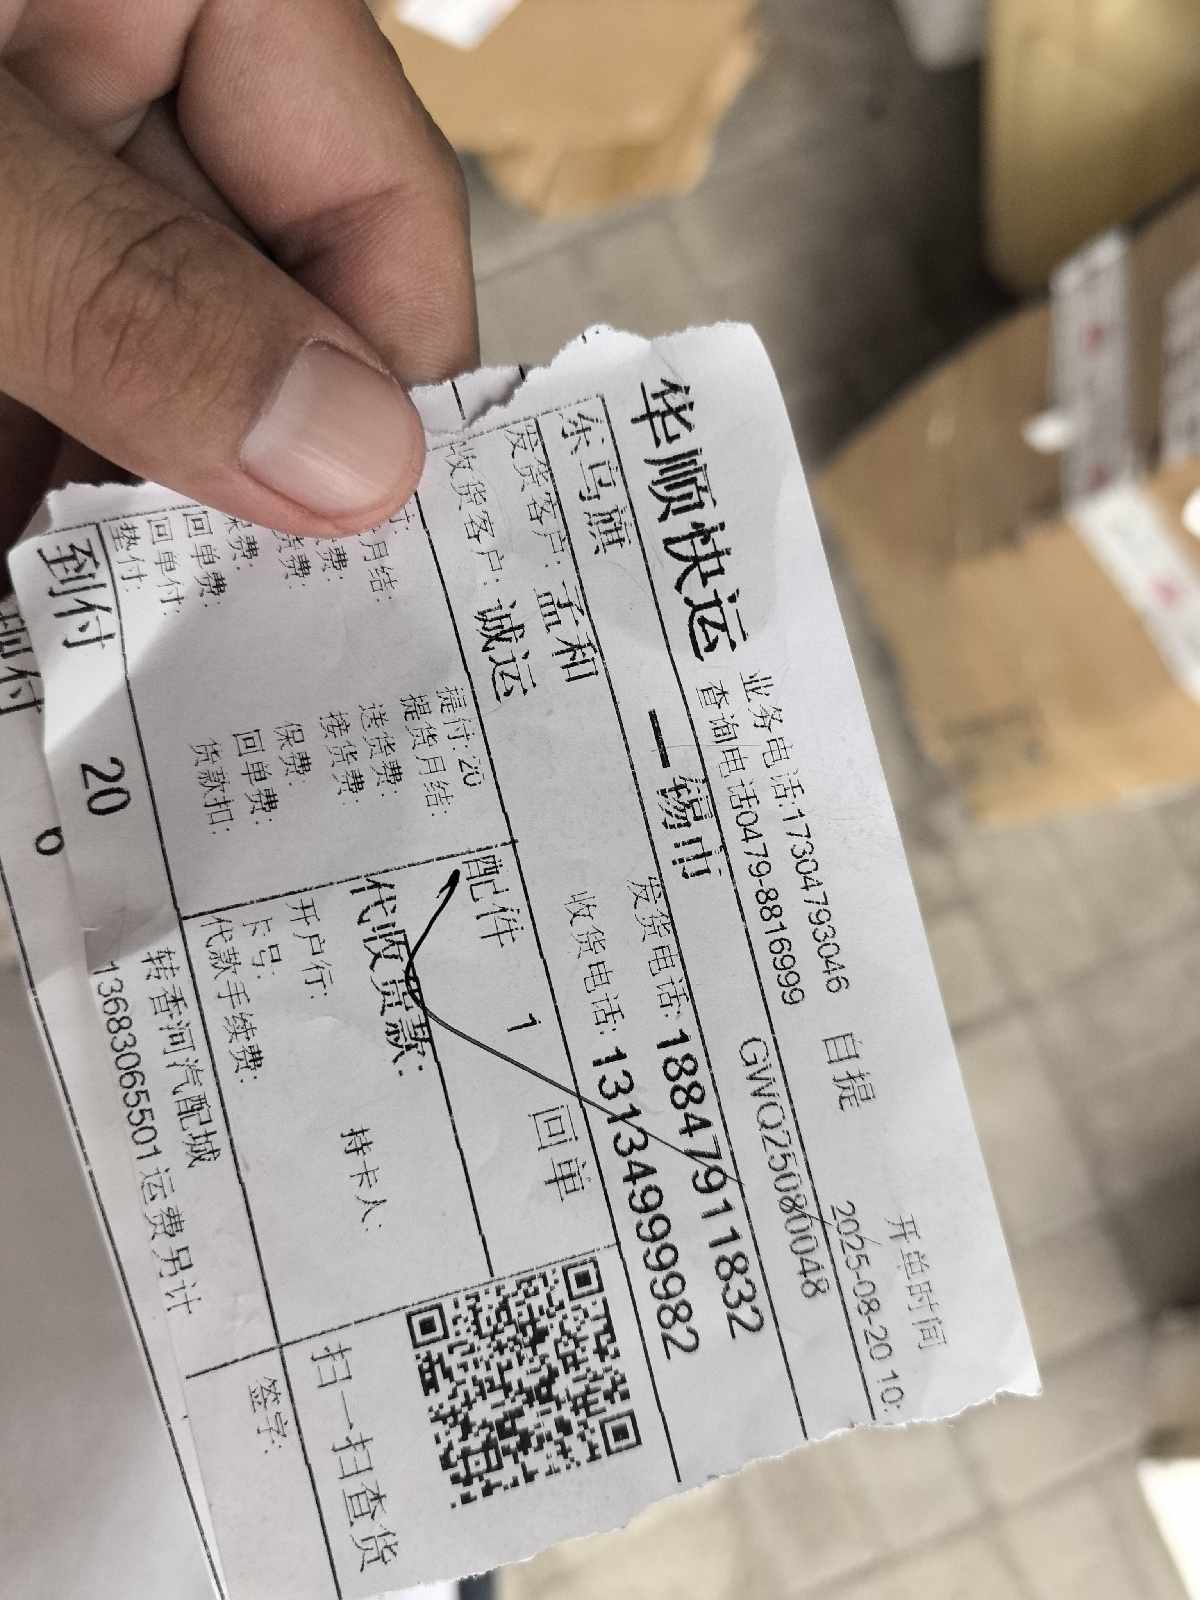 华顺快运
业务电话:17304793046 自提
查询电话0479-8816999
开单时间
2025-08-20 10:
GWQ25080048
东乌旗 — 锡市
发货客户: 孟和
发货电话: 18847911832
收货客户: 诚运
收货电话: 13134999982
配件 1 回单
提付:20
月结: 提货月结:
费: 送货费:
货费: 接货费:
保费: 保费:
回单费: 回单费:
回单付: 货款扣:
垫付:
代收货款:
开户行:
卡号: 持卡人:
代款手续费:
扫一扫查货
到付 20
转香河汽配城
13683065501运费另计
签字: